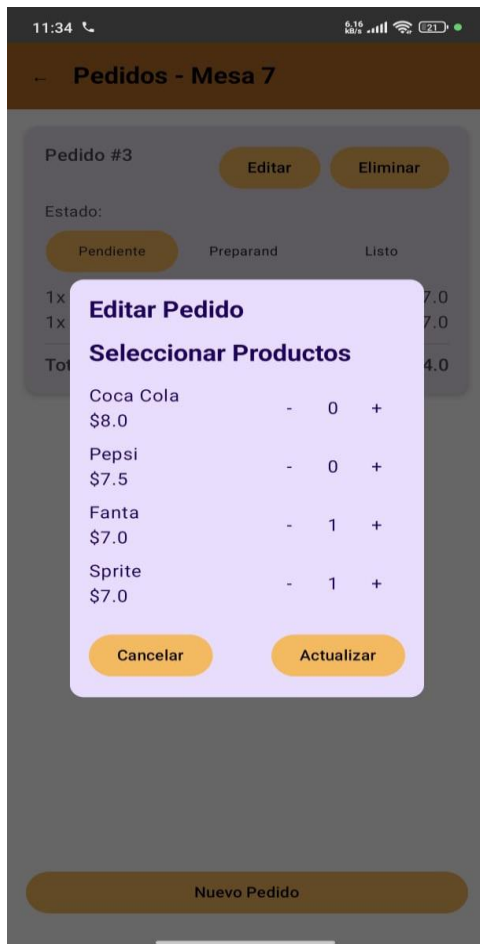 11:34
6.16
kB/s
21
← Pedidos - Mesa 7
Pedido #3
Editar
Eliminar
Estado:
Pendiente
Preparand
Listo
1x
7.0
1x
7.0
Tot
4.0
Editar Pedido
Seleccionar Productos
Coca Cola
$8.0
- 0 +
Pepsi
$7.5
- 0 +
Fanta
$7.0
- 1 +
Sprite
$7.0
- 1 +
Cancelar
Actualizar
Nuevo Pedido